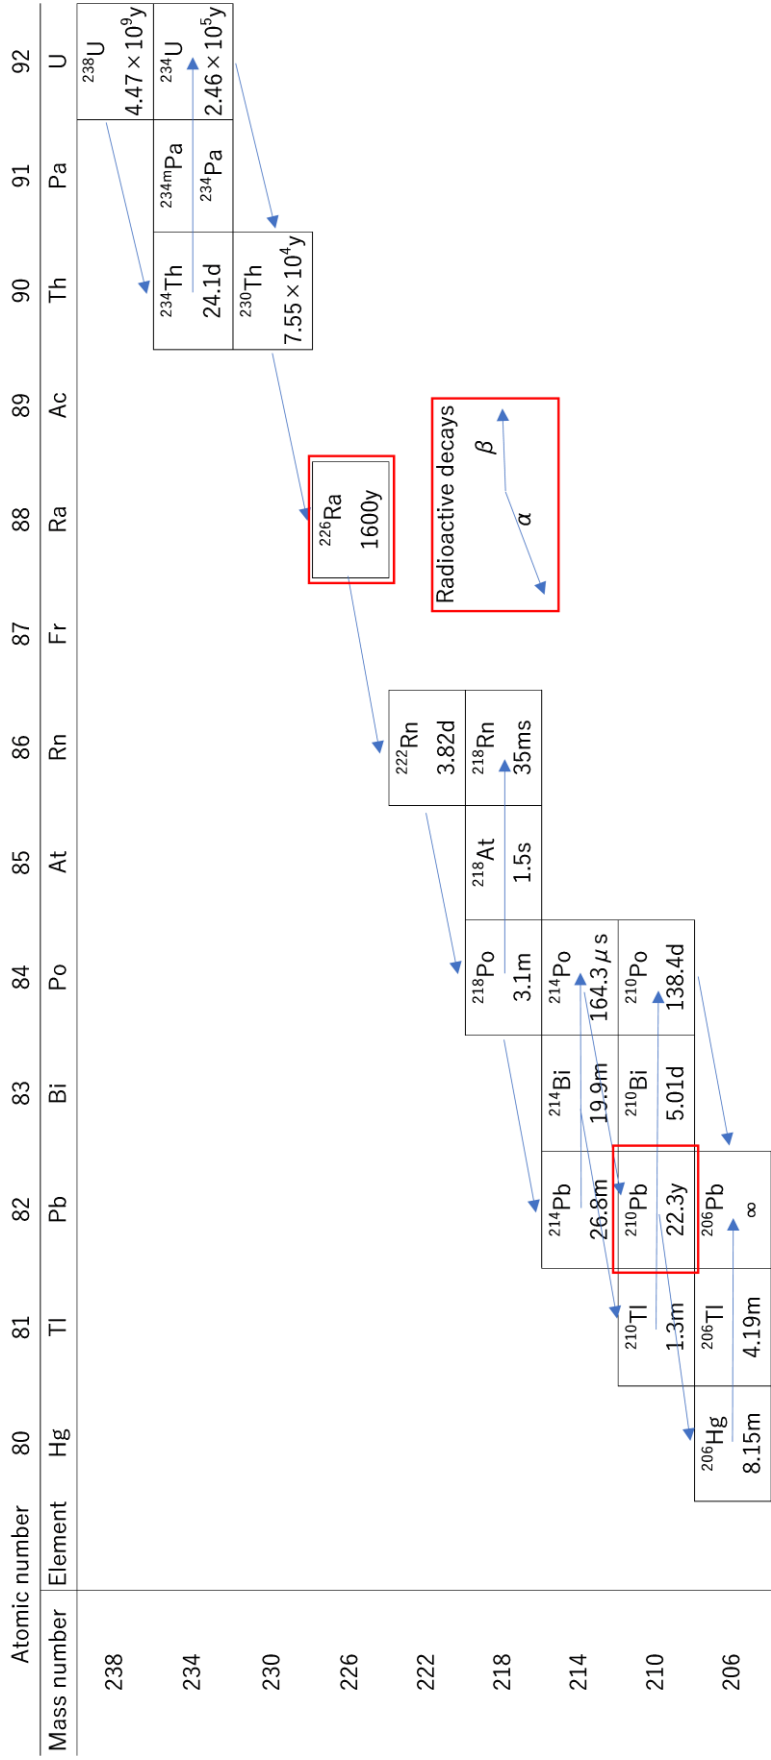 Atomic number 80 81 82 83 84 85 86 87 88 89 90 91 92
Mass number Element Hg Tl Pb Bi Po At Rn Fr Ra Ac Th Pa U
238 ²³⁸U
4.47×10⁹y
234 ²³⁴Th ²³⁴ᵐPa ²³⁴U
24.1d ²³⁴Pa 2.46×10⁵y
230 ²³⁰Th
7.55×10⁴y
226 ²²⁶Ra
1600y
222 ²²²Rn
3.82d
218 ²¹⁸Po ²¹⁸At ²¹⁸Rn
3.1m 1.5s 35ms
214 ²¹⁴Pb ²¹⁴Bi ²¹⁴Po
26.8m 19.9m 164.3μs
210 ²¹⁰Tl ²¹⁰Pb ²¹⁰Bi ²¹⁰Po
1.3m 22.3y 5.01d 138.4d
206 ²⁰⁶Hg ²⁰⁶Tl ²⁰⁶Pb
8.15m 4.19m ∞
Radioactive decays
β
α